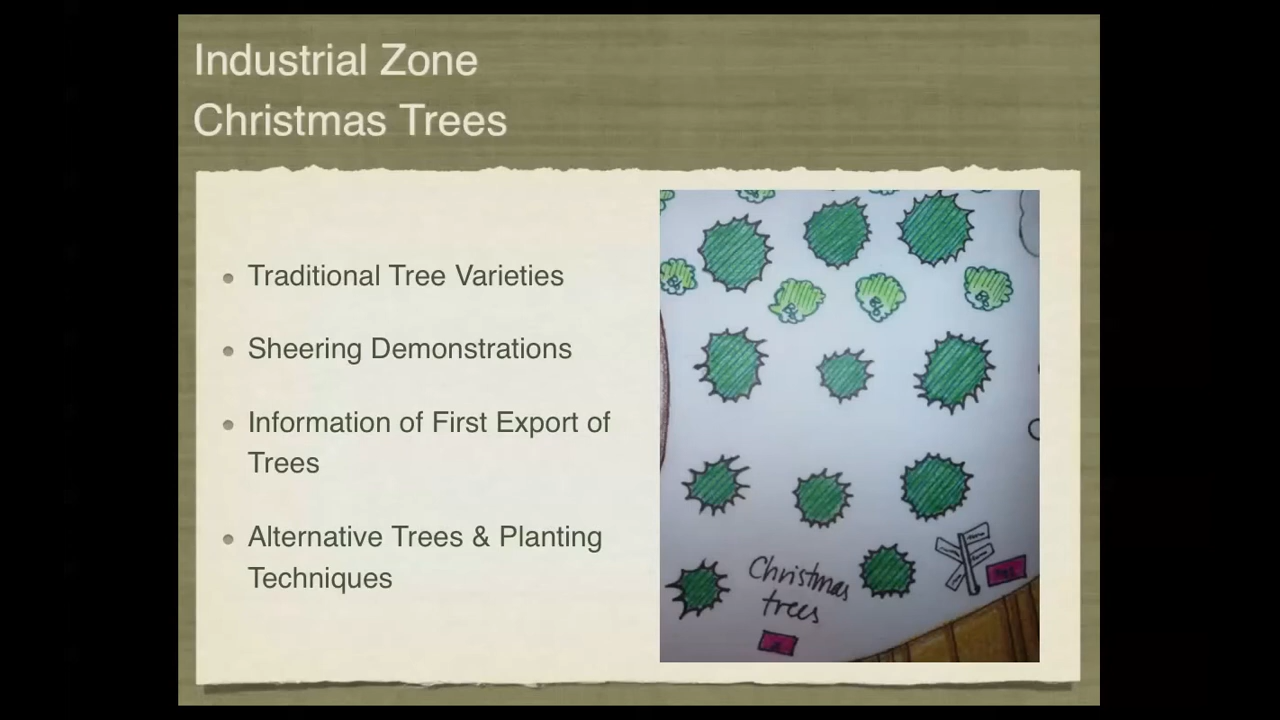 Industrial Zone
Christmas Trees
Traditional Tree Varieties
Sheering Demonstrations
Information of First Export of
Trees
Alternative Trees & Planting
Techniques
Christmas
trees